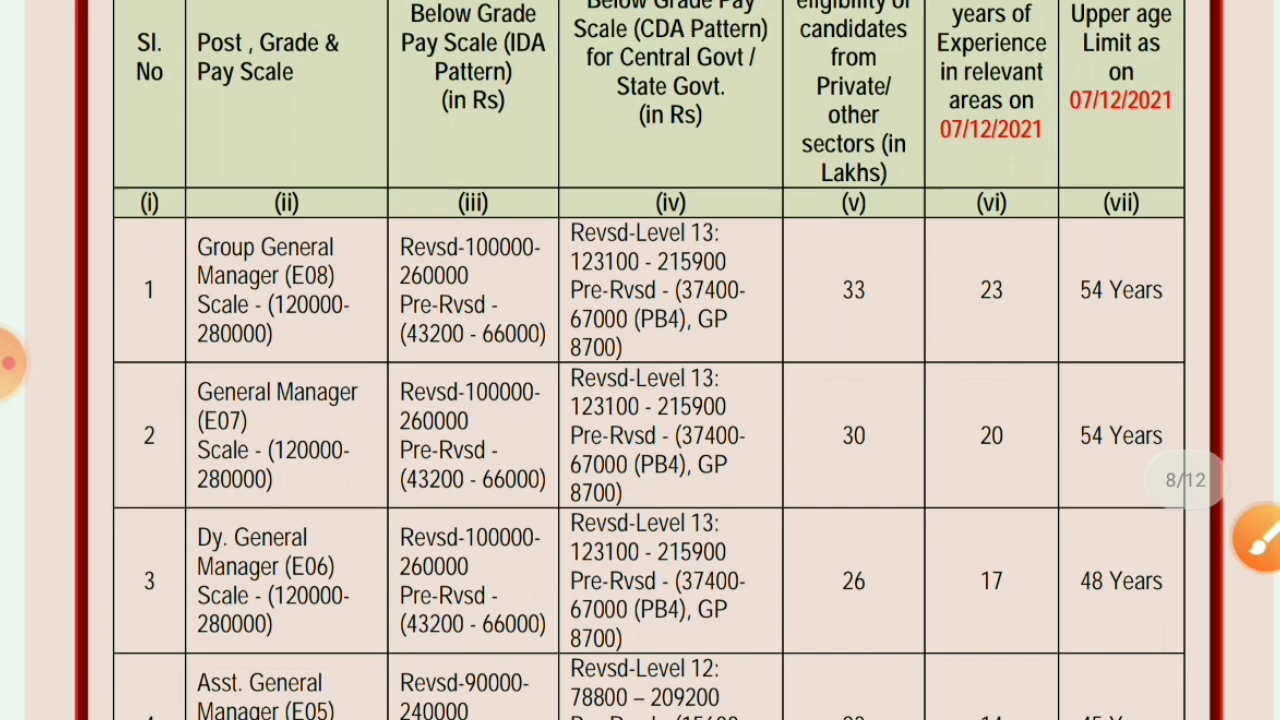 Sl.
No
Post , Grade &
Pay Scale
Below Grade
Pay Scale (IDA
Pattern)
(in Rs)
Below Grade Pay
Scale (CDA Pattern)
for Central Govt /
State Govt.
(in Rs)
eligibility of
candidates
from
Private/
other
sectors (in
Lakhs)
years of
Experience
in relevant
areas on
07/12/2021
Upper age
Limit as
on
07/12/2021
(i)
(ii)
(iii)
(iv)
(v)
(vi)
(vii)
1
Group General
Manager (E08)
Scale - (120000-
280000)
Revsd-100000-
260000
Pre-Rvsd -
(43200 - 66000)
Revsd-Level 13:
123100 - 215900
Pre-Rvsd - (37400-
67000 (PB4), GP
8700)
33
23
54 Years
2
General Manager
(E07)
Scale - (120000-
280000)
Revsd-100000-
260000
Pre-Rvsd -
(43200 - 66000)
Revsd-Level 13:
123100 - 215900
Pre-Rvsd - (37400-
67000 (PB4), GP
8700)
30
20
54 Years
8/12
3
Dy. General
Manager (E06)
Scale - (120000-
280000)
Revsd-100000-
260000
Pre-Rvsd -
(43200 - 66000)
Revsd-Level 13:
123100 - 215900
Pre-Rvsd - (37400-
67000 (PB4), GP
8700)
26
17
48 Years
Asst. General
Manager (E05)
Revsd-90000-
240000
Revsd-Level 12:
78800 – 209200